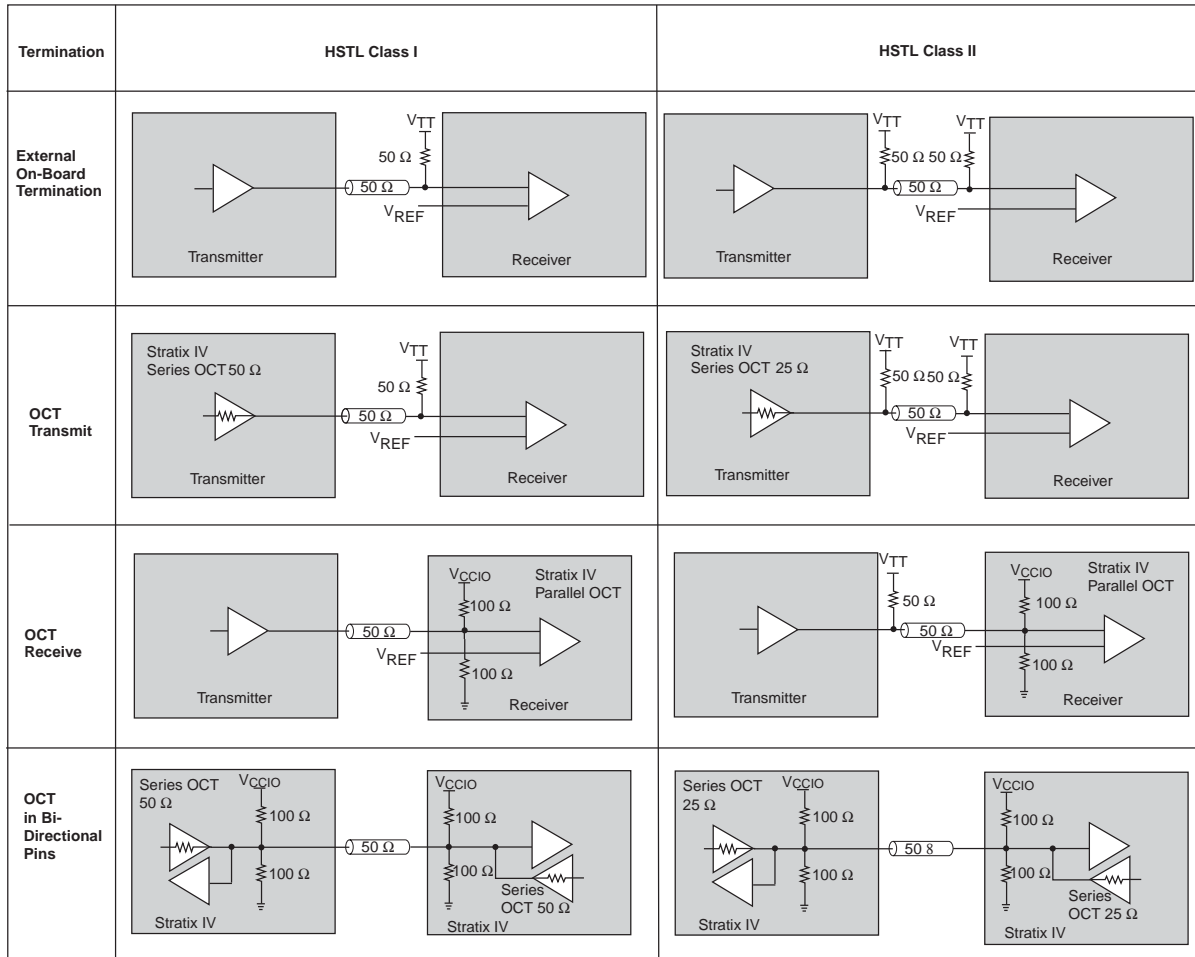 Termination
HSTL Class I
HSTL Class II
External
On-Board
Termination
VTT
50 Ω
50 Ω
VREF
Transmitter
Receiver
VTT
VTT
50 Ω 50 Ω
50 Ω
VREF
Transmitter
Receiver
OCT
Transmit
Stratix IV
Series OCT 50 Ω
VTT
50 Ω
50 Ω
VREF
Transmitter
Receiver
Stratix IV
Series OCT 25 Ω
VTT
VTT
50 Ω 50 Ω
50 Ω
VREF
Transmitter
Receiver
OCT
Receive
VCCIO
Stratix IV
Parallel OCT
100 Ω
50 Ω
VREF
100 Ω
Transmitter
Receiver
VTT
50 Ω
VCCIO
Stratix IV
Parallel OCT
100 Ω
50 Ω
VREF
100 Ω
Transmitter
Receiver
OCT
in Bi-
Directional
Pins
Series OCT
50 Ω
VCCIO
100 Ω
100 Ω
Stratix IV
50 Ω
VCCIO
100 Ω
100 Ω
Series
OCT 50 Ω
Stratix IV
Series OCT
25 Ω
VCCIO
100 Ω
100 Ω
Stratix IV
50 8
VCCIO
100 Ω
100 Ω
Series
OCT 25 Ω
Stratix IV